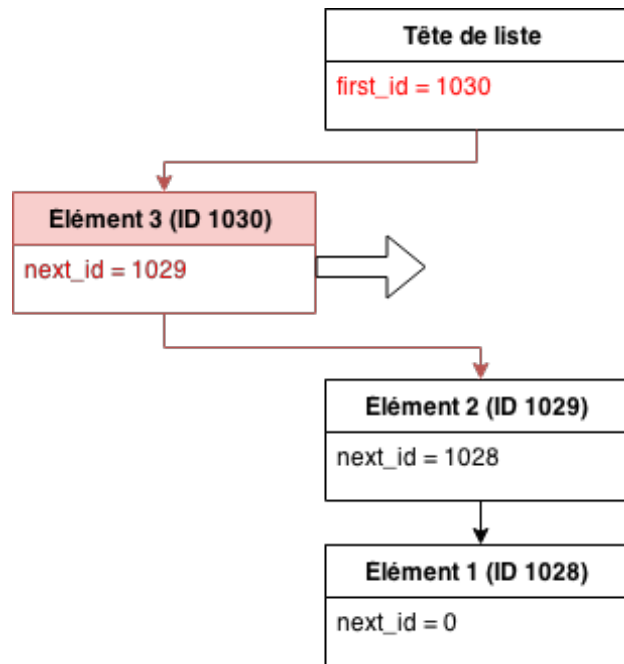 Tête de liste
first_id = 1030
Elément 3 (ID 1030)
next_id = 1029
Elément 2 (ID 1029)
next_id = 1028
Elément 1 (ID 1028)
next_id = 0